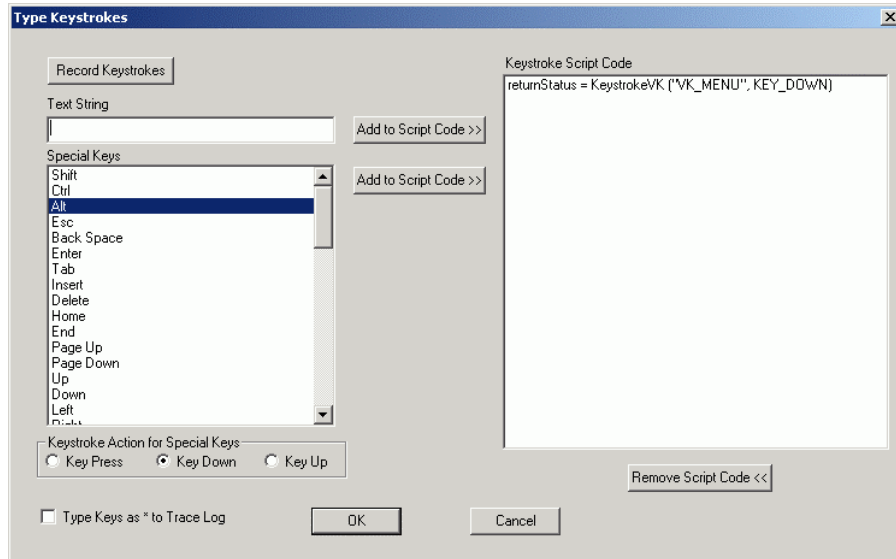 Type Keystrokes
Record Keystrokes
Text String
Add to Script Code >>
Special Keys
Shift
Ctrl
Alt
Esc
Back Space
Enter
Tab
Insert
Delete
Home
End
Page Up
Page Down
Up
Down
Left
Right
Add to Script Code >>
Keystroke Action for Special Keys
Key Press
Key Down
Key Up
Type Keys as * to Trace Log
OK
Cancel
Keystroke Script Code
returnStatus = KeystrokeVK ("VK_MENU", KEY_DOWN)
Remove Script Code <<